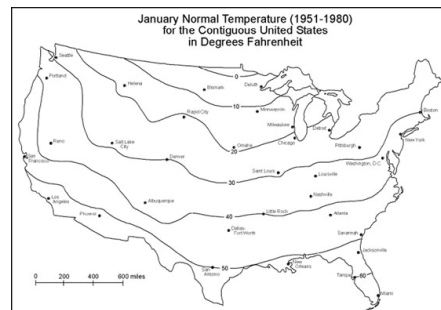 January Normal Temperature (1951-1980)
for the Contiguous United States
in Degrees Fahrenheit
Seattle
Portland
Helena
Bismark
Duluth
0
10
Minneapolis
Rapid City
Milwaukee
Detroit
Boston
Chicago
New York
Reno
Salt Lake
City
Omaha
20
Pittsburgh
San
Francisco
Denver
Washington, D.C.
Saint Louis
30
Louisville
Nashville
Los
Angeles
Albuquerque
40
Little Rock
Atlanta
Phoenix
Dallas
Fort Worth
Savannah
Jacksonville
San
Antonio
50
New
Orleans
Tampa
60
Miami
0 200 400 600 miles